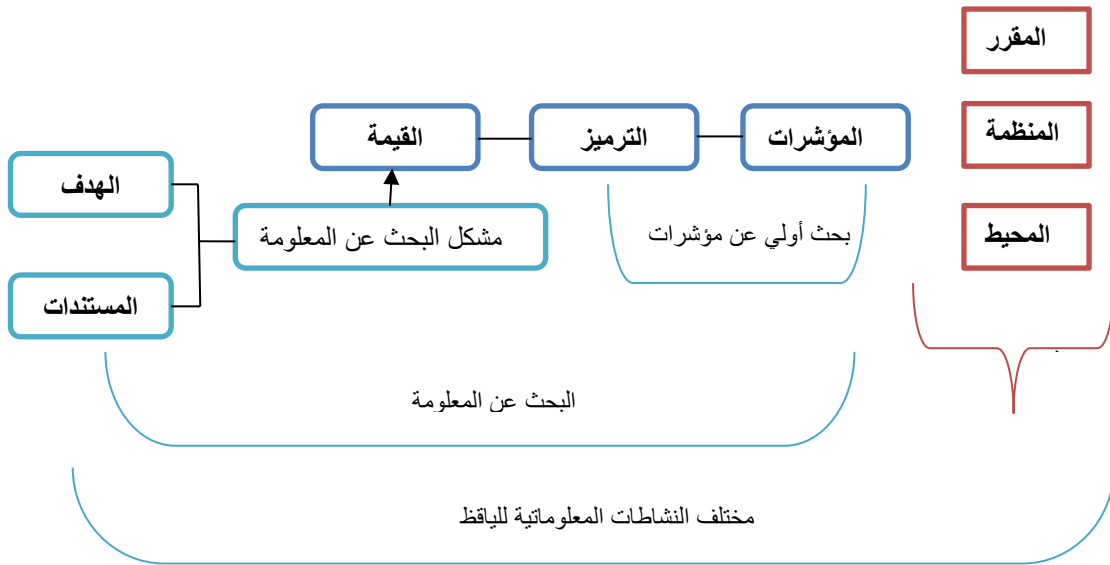 المقرر
المنظمة
المؤشرات
الترميز
القيمة
المحيط
بحث أولي عن مؤشرات
مشكل البحث عن المعلومة
الهدف
المستندات
البحث عن المعلومة
مختلف النشاطات المعلوماتية للياقظ